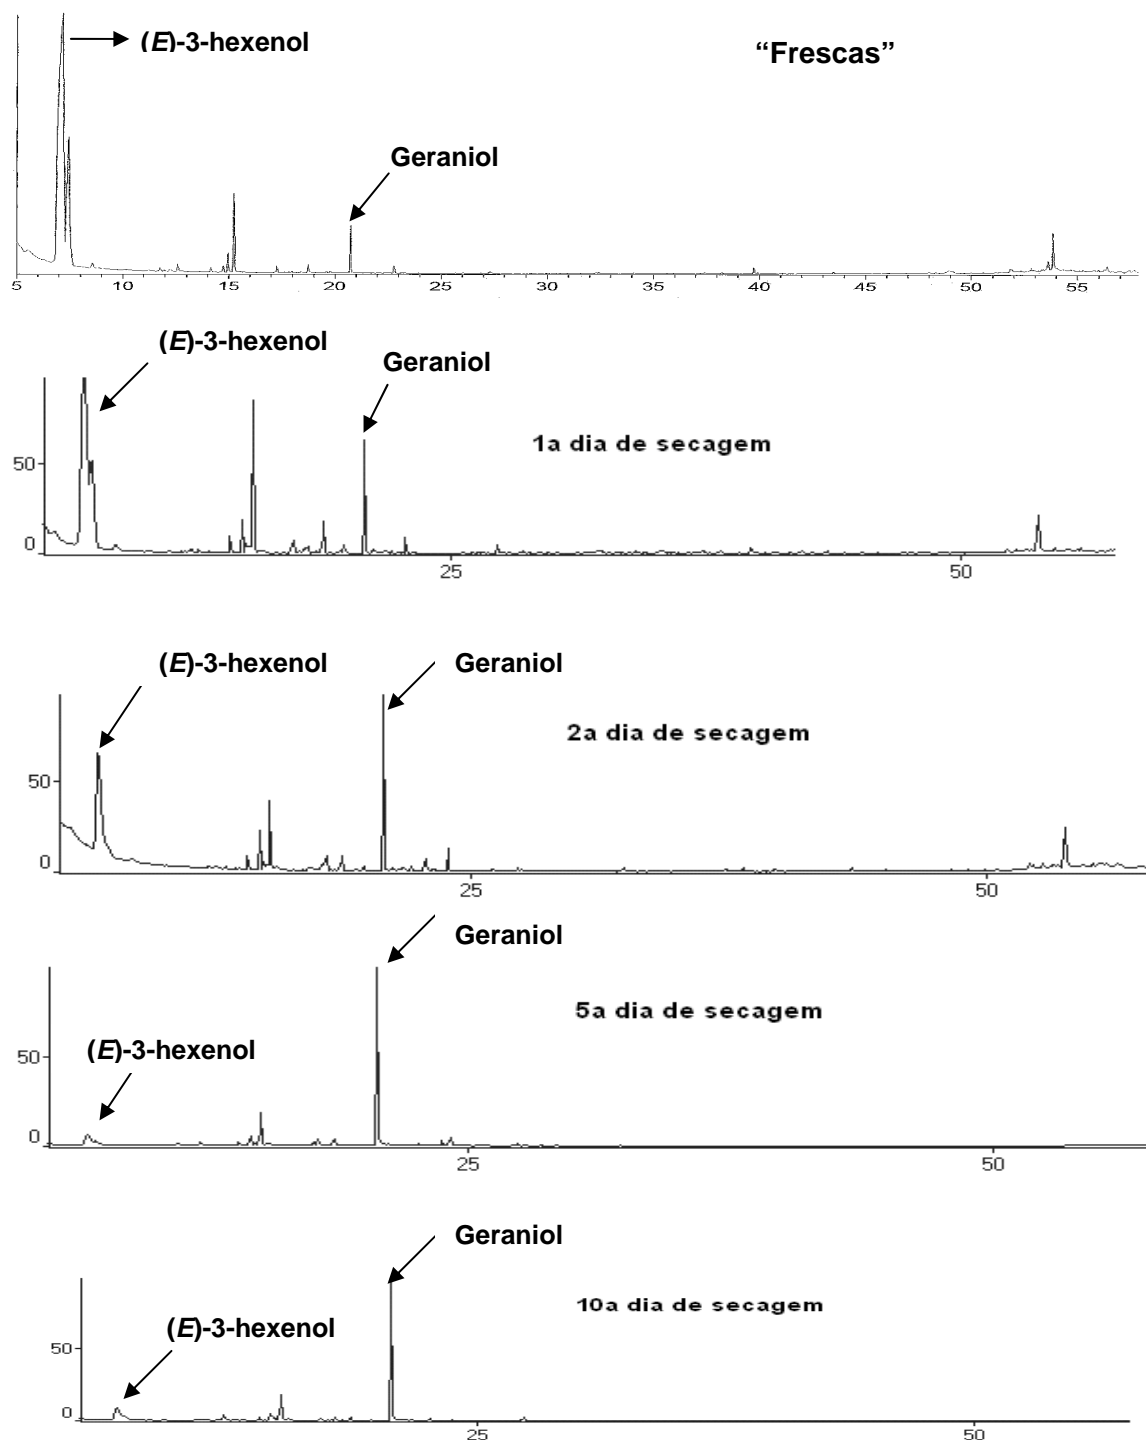 (E)-3-hexenol
“Frescas”
Geraniol
5 10 15 20 25 30 35 40 45 50 55
(E)-3-hexenol
Geraniol
1a dia de secagem
50
0
25 50
(E)-3-hexenol Geraniol
2a dia de secagem
50
0
25 50
Geraniol
5a dia de secagem
(E)-3-hexenol
50
0
25 50
Geraniol
10a dia de secagem
(E)-3-hexenol
50
0
25 50